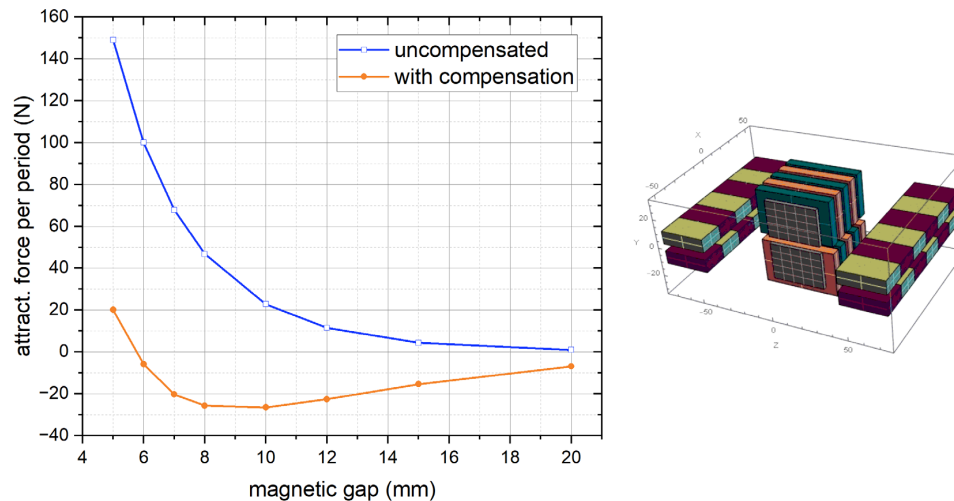 160
140
120
100
80
60
40
20
0
−20
−40
attract. force per period (N)
uncompensated
with compensation
4 6 8 10 12 14 16 18 20
magnetic gap (mm)
X
50
0
−50
Y
20
0
−20
Z
−50 0 50